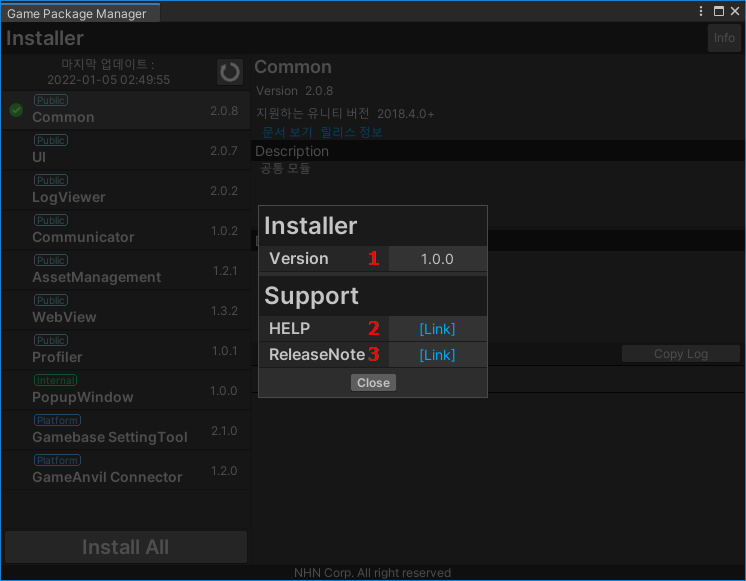 Game Package Manager
Installer
Info
마지막 업데이트 :
2022-01-05 02:49:55
Public
Common 2.0.8
Public
UI 2.0.7
Public
LogViewer 2.0.2
Public
Communicator 1.0.2
Public
AssetManagement 1.2.1
Public
WebView 1.3.2
Public
Profiler 1.0.1
Internal
PopupWindow 1.0.0
Platform
Gamebase SettingTool 2.1.0
Platform
GameAnvil Connector 1.2.0
Install All
Common
Version 2.0.8
지원하는 유니티 버전 2018.4.0+
문서 보기 릴리스 정보
Description
공통 모듈
Installer
Version 1 1.0.0
Support
HELP 2 [Link]
ReleaseNote 3 [Link]
Close
Copy Log
NHN Corp. All right reserved